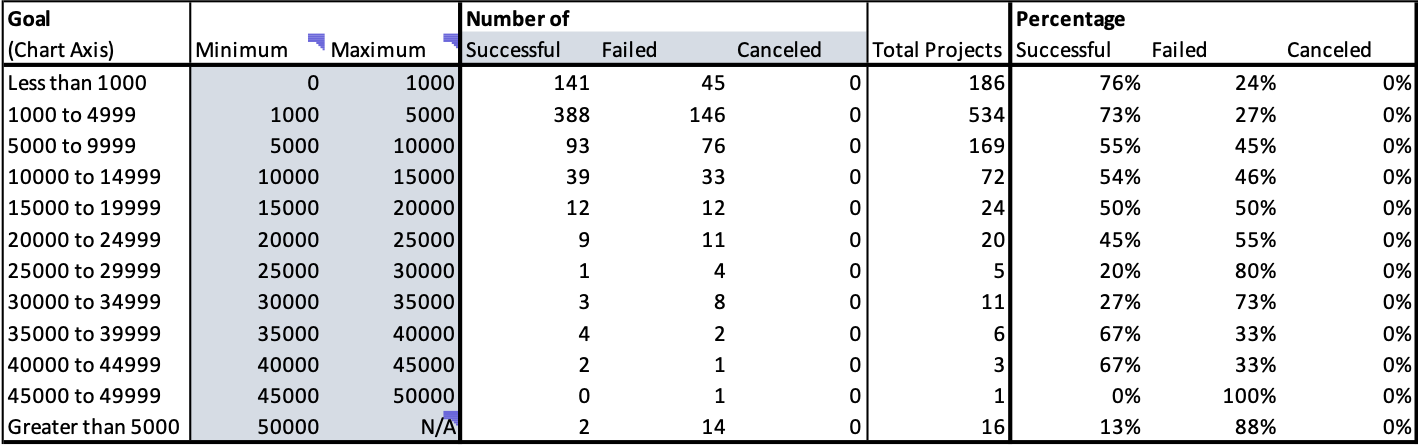 Goal Number of Percentage
(Chart Axis) Minimum Maximum Successful Failed Canceled Total Projects Successful Failed Canceled
Less than 1000 0 1000 141 45 0 186 76% 24% 0%
1000 to 4999 1000 5000 388 146 0 534 73% 27% 0%
5000 to 9999 5000 10000 93 76 0 169 55% 45% 0%
10000 to 14999 10000 15000 39 33 0 72 54% 46% 0%
15000 to 19999 15000 20000 12 12 0 24 50% 50% 0%
20000 to 24999 20000 25000 9 11 0 20 45% 55% 0%
25000 to 29999 25000 30000 1 4 0 5 20% 80% 0%
30000 to 34999 30000 35000 3 8 0 11 27% 73% 0%
35000 to 39999 35000 40000 4 2 0 6 67% 33% 0%
40000 to 44999 40000 45000 2 1 0 3 67% 33% 0%
45000 to 49999 45000 50000 0 1 0 1 0% 100% 0%
Greater than 5000 50000 N/A 2 14 0 16 13% 88% 0%